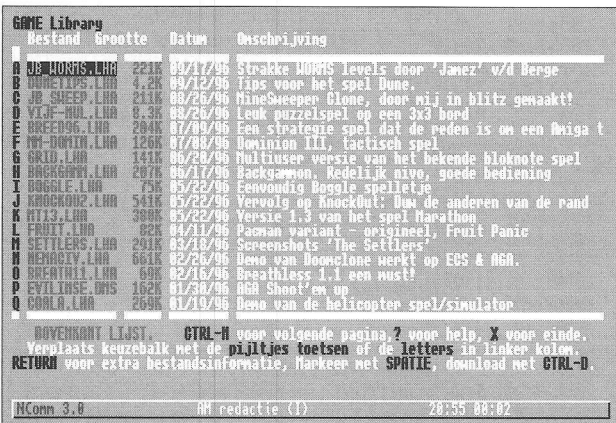 GAME Library
Bestand Grootte Datum Omschrijving
A JB_WORMS.LHA 221K 09/17/96 Strakke WORMS levels door 'Jamez' v/d Berge
B DUNETIPS.LHA 4.2K 09/12/96 Tips voor het spel Dune.
C JB_SHEEP.LHA 211K 08/26/96 MineSweeper Clone, door mij in blitz gemaakt!
D VIJF-NUL.LHA 8.3K 08/26/96 Leuk puzzelspel op een 3x3 bord
E BREED96.LHA 204K 07/09/96 Een strategie spel dat de reden is om een Amiga t
F MM-DOMIN.LHA 126K 07/08/96 Dominion III, tactisch spel
G GRID.LHA 141K 06/20/96 Multiuser versie van het bekende bloknote spel
H BACKGAMM.LHA 207K 06/17/96 Backgammon. Redelijk nivo, goede bediening
I BOGGLE.LHA 75K 05/22/96 Eenvoudig Boggle spelletje
J KNOCKOU2.LHA 541K 05/22/96 Vervolg op KnockOut: Duw de anderen van de rand
K MT13.LHA 380K 05/22/96 Versie 1.3 van het spel Marathon
L FRUIT.LHA 82K 04/11/96 Pacman variant - origineel, Fruit Panic
M SETTLERS.LHA 291K 03/18/96 Screenshots 'The Settlers'
N NEMACIV.LHA 661K 02/26/96 Demo van Doomclone werkt op ECS & AGA.
O BREATH11.LHA 69K 02/16/96 Breathless 1.1 een must!
P EVILINSE.DMS 162K 01/30/96 AGA Shoot'em up
Q COALA.LHA 269K 01/19/96 Demo van de helicopter spel/simulator
BOVENKANT LIJST. CTRL-N voor volgende pagina, ? voor help, X voor einde.
Verplaats keuzebalk met de pijltjes toetsen of de letters in linker kolom.
RETURN voor extra bestandsinformatie, Markeer met SPATIE, download met CTRL-D.
NComm 3.0 AM redactie (1) 20:55 00:02